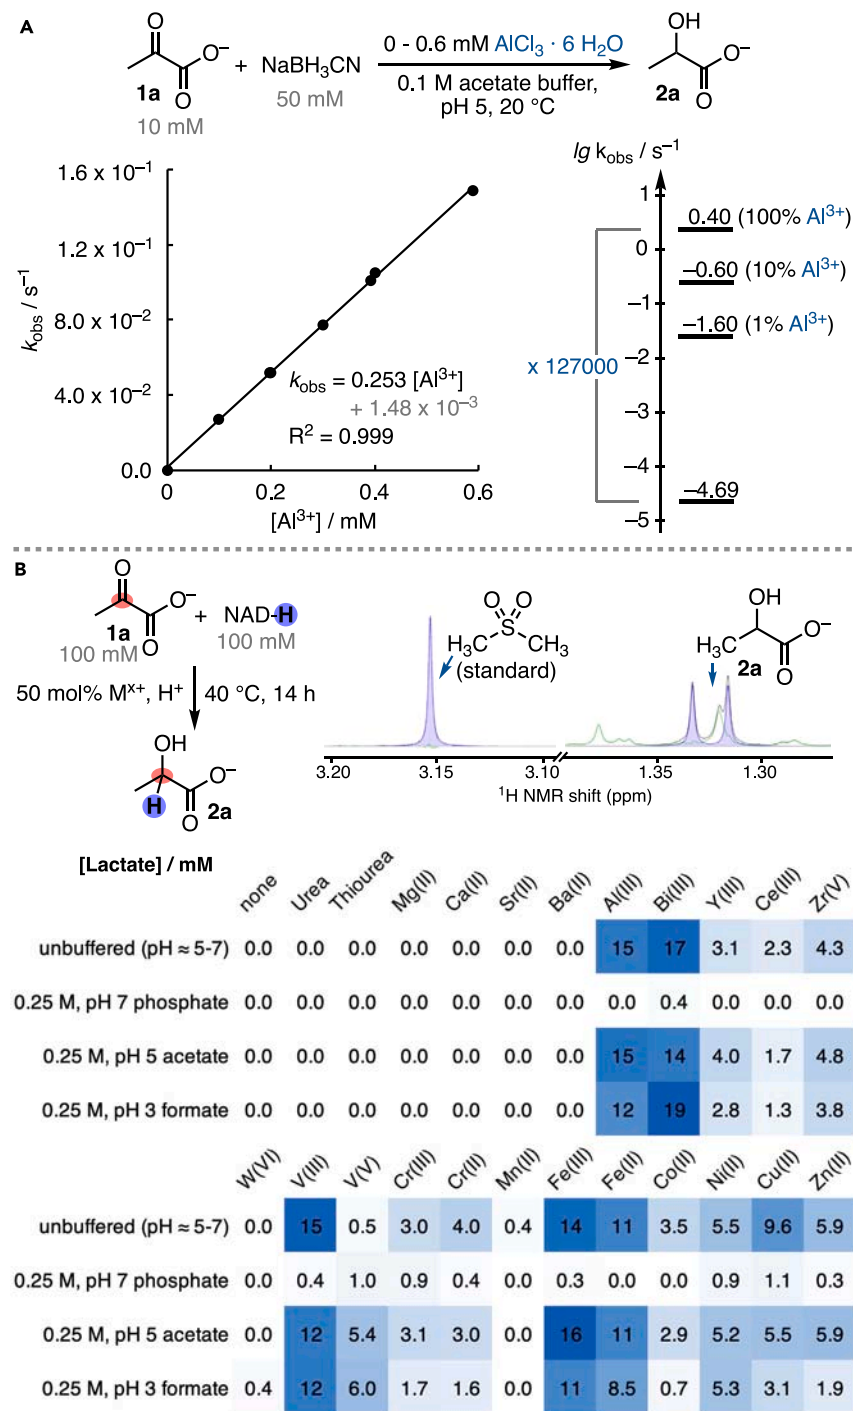 A
O
O⁻
O
1a
10 mM
+
NaBH₃CN
50 mM
0 - 0.6 mM AlCl₃ · 6 H₂O
0.1 M acetate buffer,
pH 5, 20 °C
OH
O⁻
O
2a
k_obs / s⁻¹
1.6 x 10⁻¹
1.2 x 10⁻¹
8.0 x 10⁻²
4.0 x 10⁻²
0.0
k_obs = 0.253 [Al³⁺]
+ 1.48 x 10⁻³
R² = 0.999
0 0.2 0.4 0.6
[Al³⁺] / mM
lg k_obs / s⁻¹
1
0
−1
−2
−3
−4
−5
0.40 (100% Al³⁺)
−0.60 (10% Al³⁺)
−1.60 (1% Al³⁺)
x 127000
−4.69
B
O
O⁻
O
1a
100 mM
+
NAD-H
100 mM
50 mol% Mˣ⁺, H⁺
40 °C, 14 h
OH
O⁻
H
O
2a
O O
S
H₃C CH₃
(standard)
OH
H₃C
O⁻
O
2a
3.20 3.15 3.10 1.35 1.30
¹H NMR shift (ppm)
[Lactate] / mM
none Urea Thiourea Mg(II) Ca(II) Sr(II) Ba(II) Al(III) Bi(III) Y(III) Ce(III) Zr(V)
unbuffered (pH ≈ 5-7) 0.0 0.0 0.0 0.0 0.0 0.0 0.0 15 17 3.1 2.3 4.3
0.25 M, pH 7 phosphate 0.0 0.0 0.0 0.0 0.0 0.0 0.0 0.0 0.4 0.0 0.0 0.0
0.25 M, pH 5 acetate 0.0 0.0 0.0 0.0 0.0 0.0 0.0 15 14 4.0 1.7 4.8
0.25 M, pH 3 formate 0.0 0.0 0.0 0.0 0.0 0.0 0.0 12 19 2.8 1.3 3.8
W(VI) V(III) V(V) Cr(III) Cr(II) Mn(II) Fe(III) Fe(II) Co(II) Ni(II) Cu(II) Zn(II)
unbuffered (pH ≈ 5-7) 0.0 15 0.5 3.0 4.0 0.4 14 11 3.5 5.5 9.6 5.9
0.25 M, pH 7 phosphate 0.0 0.4 1.0 0.9 0.4 0.0 0.3 0.0 0.0 0.9 1.1 0.3
0.25 M, pH 5 acetate 0.0 12 5.4 3.1 3.0 0.0 16 11 2.9 5.2 5.5 5.9
0.25 M, pH 3 formate 0.4 12 6.0 1.7 1.6 0.0 11 8.5 0.7 5.3 3.1 1.9